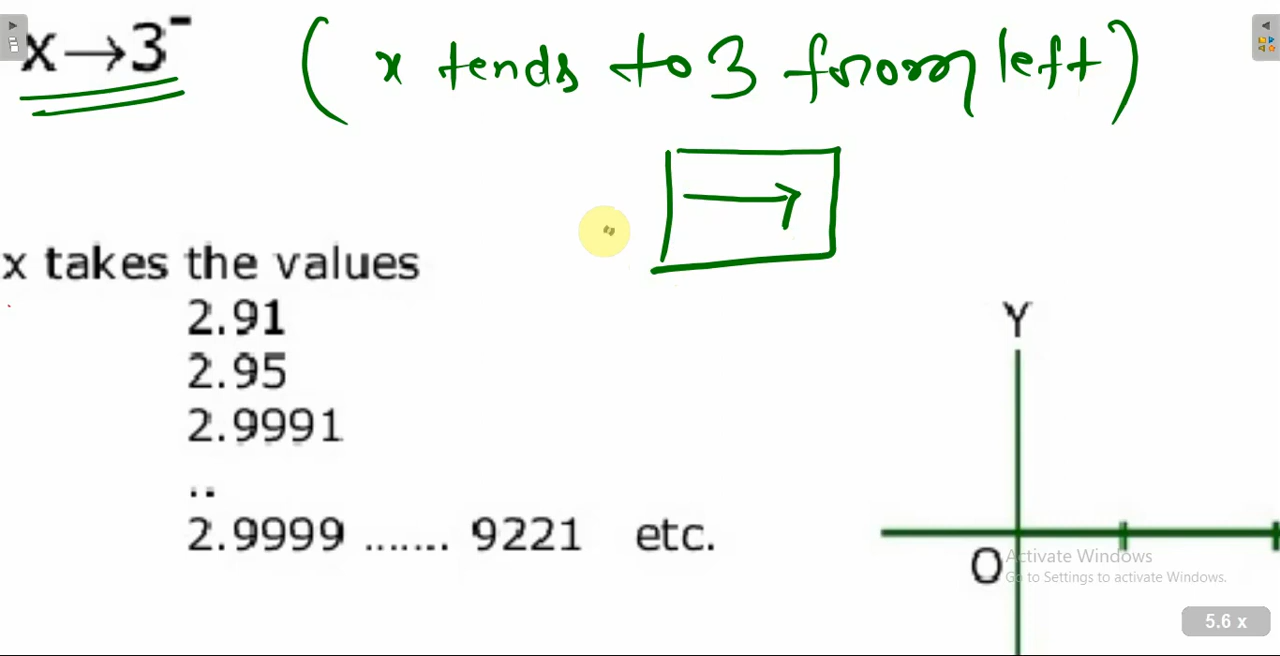 x→3⁻ (x tends to 3 from left)
x takes the values
2.91
2.95
2.9991
..
2.9999 ....... 9221 etc.
Y
O
Activate Windows
Go to Settings to activate Windows.
5.6 x